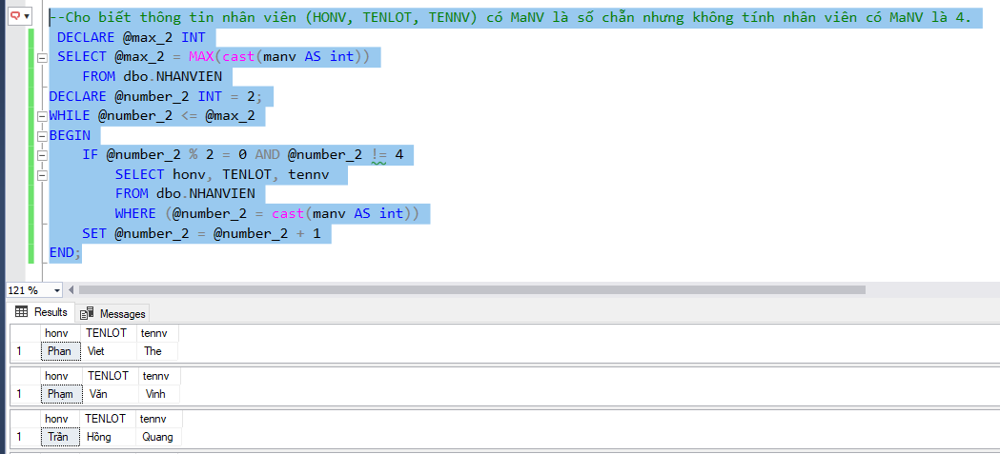 --Cho biết thông tin nhân viên (HONV, TENLOT, TENNV) có MaNV là số chẵn nhưng không tính nhân viên có MaNV là 4.
DECLARE @max_2 INT
SELECT @max_2 = MAX(cast(manv AS int))
FROM dbo.NHANVIEN
DECLARE @number_2 INT = 2;
WHILE @number_2 <= @max_2
BEGIN
IF @number_2 % 2 = 0 AND @number_2 != 4
SELECT honv, TENLOT, tennv
FROM dbo.NHANVIEN
WHERE (@number_2 = cast(manv AS int))
SET @number_2 = @number_2 + 1
END;
121 %
Results Messages
honv TENLOT tennv
1 Phan Viet The
honv TENLOT tennv
1 Phạm Văn Vinh
honv TENLOT tennv
1 Trần Hồng Quang